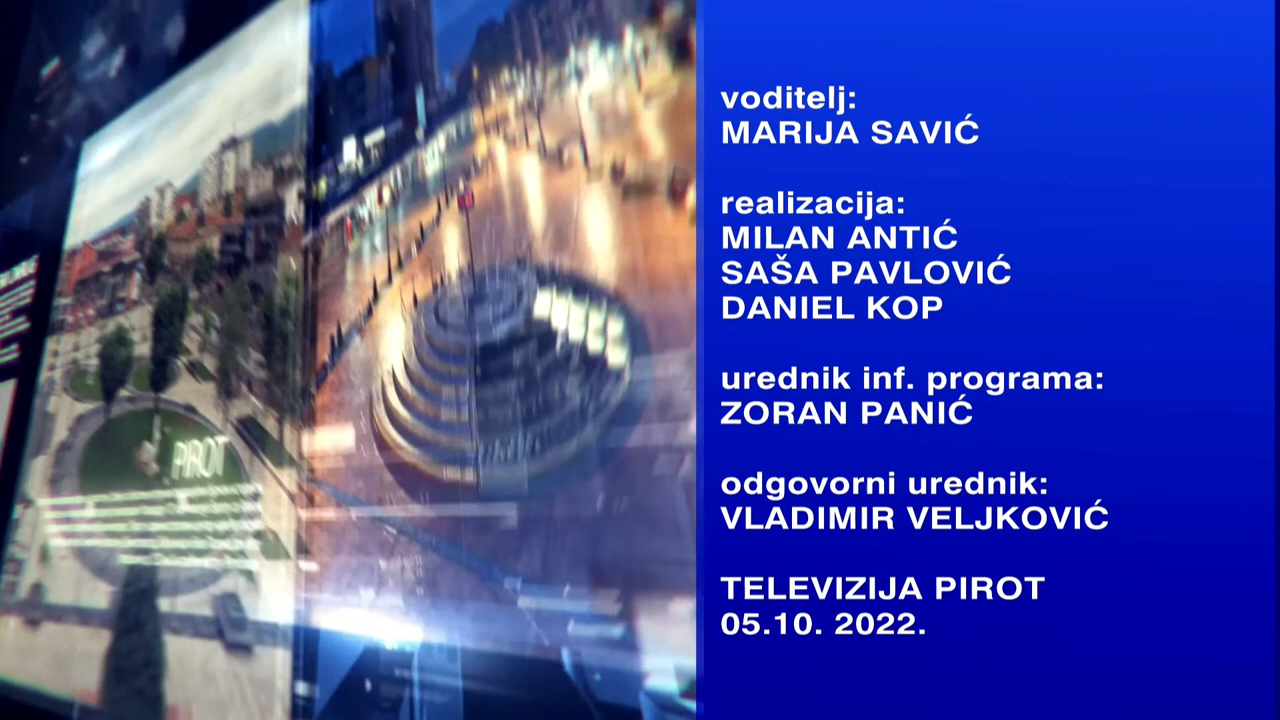 PIROT
voditelj:
MARIJA SAVIĆ
realizacija:
MILAN ANTIĆ
SAŠA PAVLOVIĆ
DANIEL KOP
urednik inf. programa:
ZORAN PANIĆ
odgovorni urednik:
VLADIMIR VELJKOVIĆ
TELEVIZIJA PIROT
05.10. 2022.